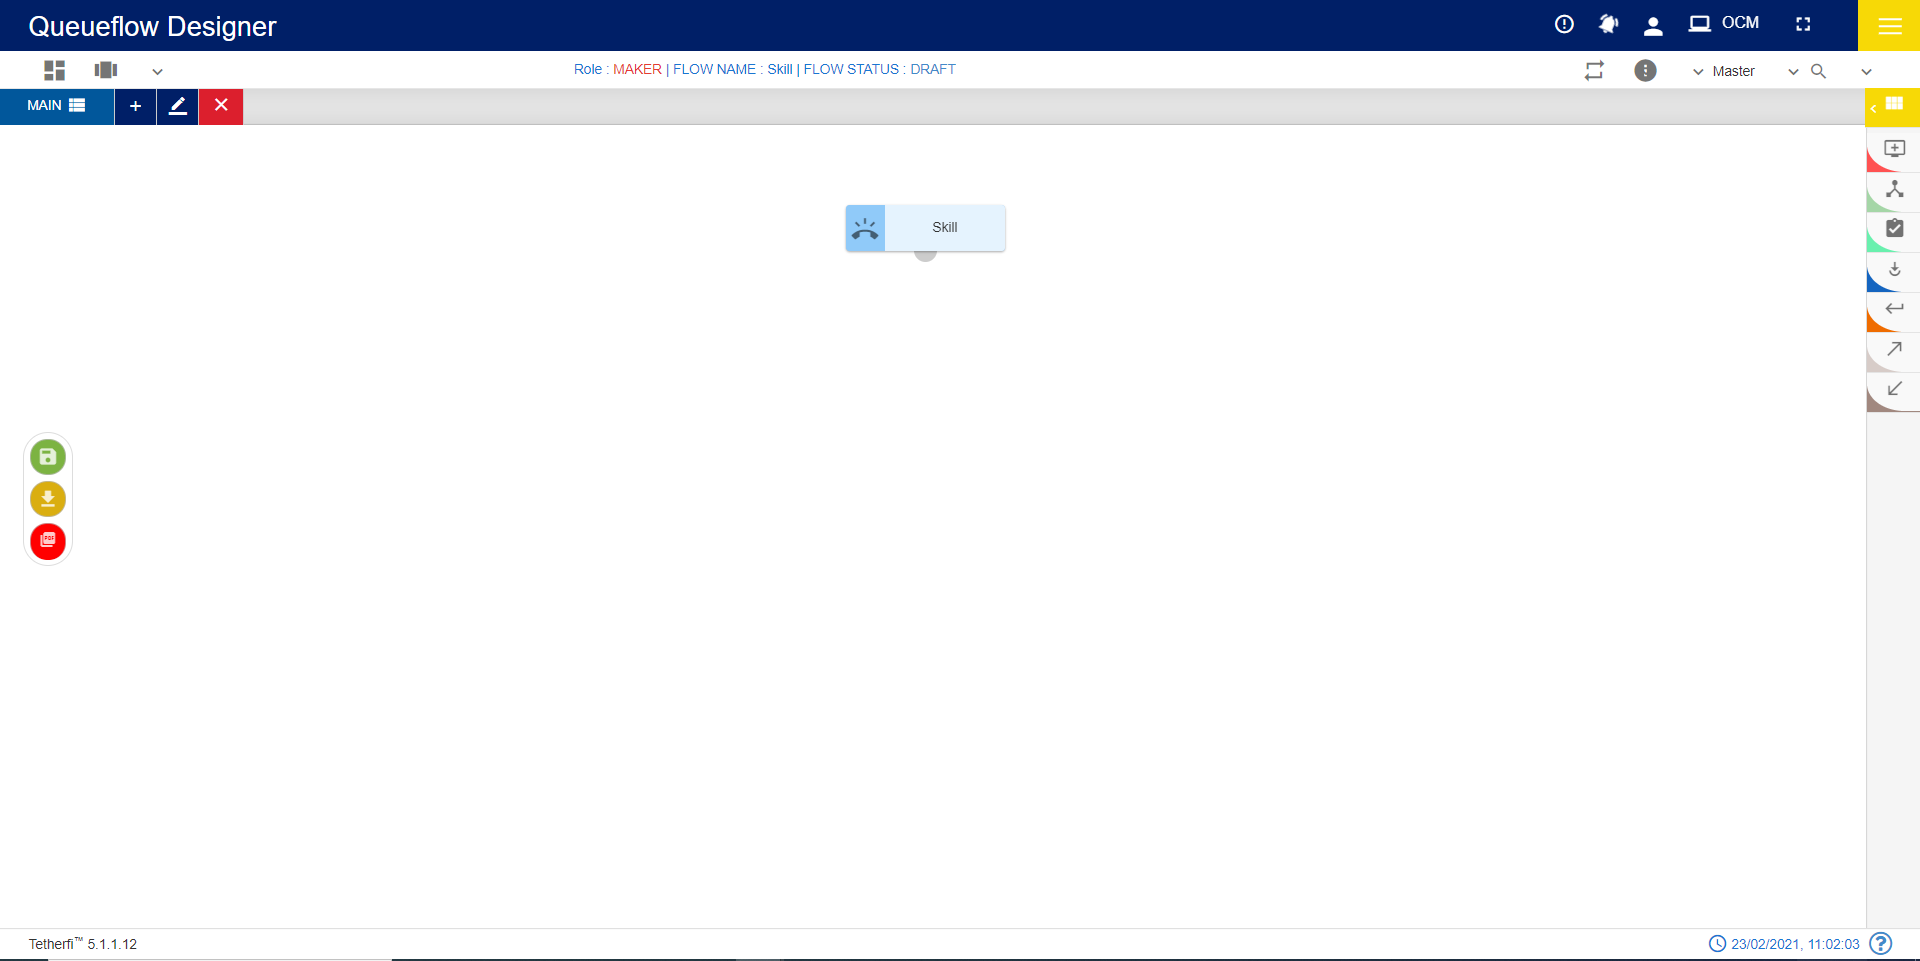 Queueflow Designer
OCM
Role : MAKER | FLOW NAME : Skill | FLOW STATUS : DRAFT
Master
MAIN
Skill
PDF
Tetherfi™ 5.1.1.12
23/02/2021, 11:02:03